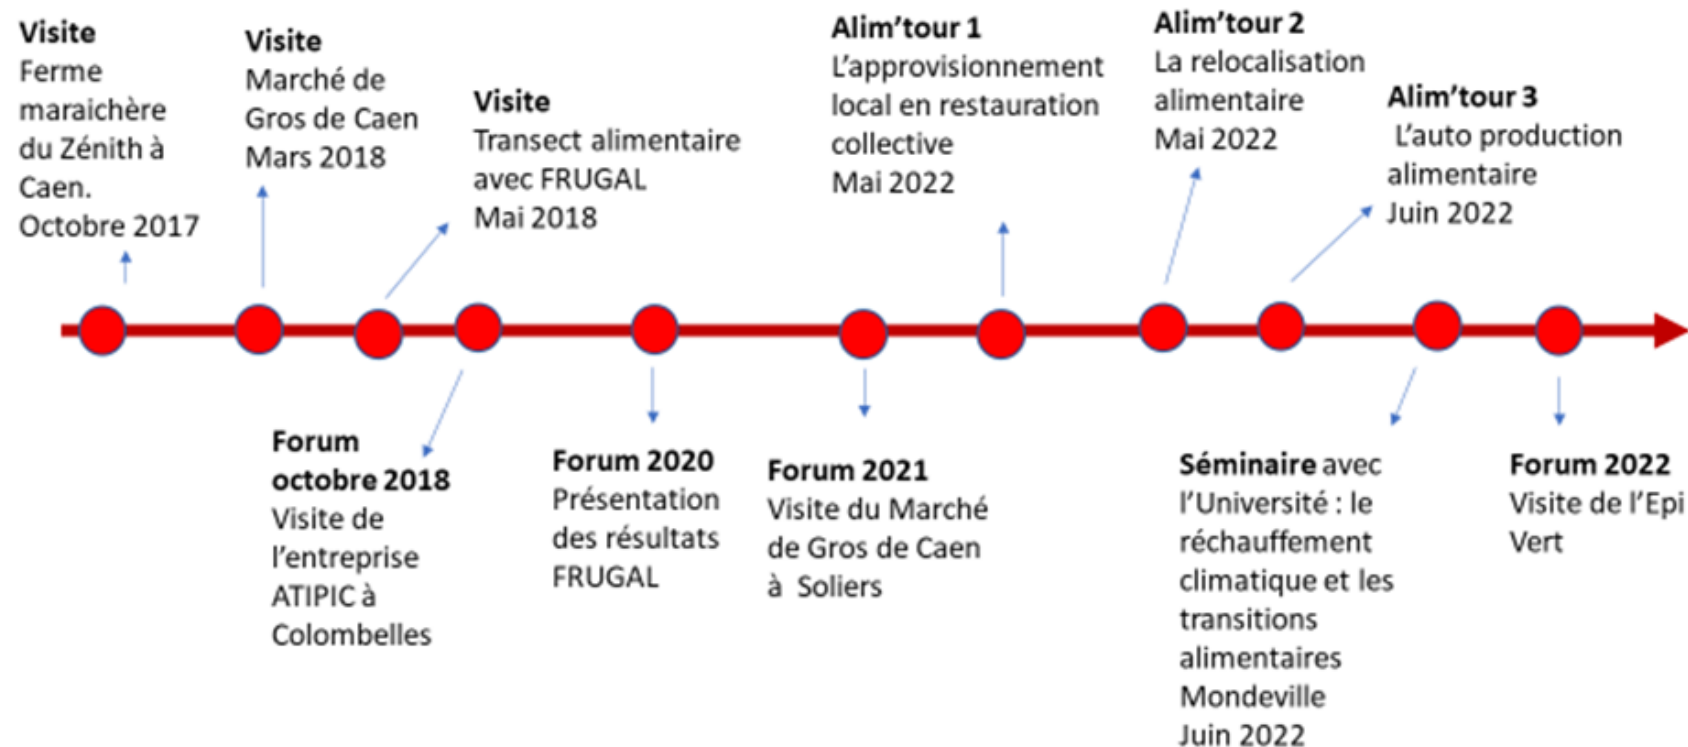 Visite
Ferme
maraichère
du Zénith à
Caen.
Octobre 2017
Visite
Marché de
Gros de Caen
Mars 2018
Visite
Transect alimentaire
avec FRUGAL
Mai 2018
Alim’tour 1
L’approvisionnement
local en restauration
collective
Mai 2022
Alim’tour 2
La relocalisation
alimentaire
Mai 2022
Alim’tour 3
L’auto production
alimentaire
Juin 2022
Forum
octobre 2018
Visite de
l’entreprise
ATIPIC à
Colombelles
Forum 2020
Présentation
des résultats
FRUGAL
Forum 2021
Visite du Marché
de Gros de Caen
à Soliers
Séminaire avec
l’Université : le
réchauffement
climatique et les
transitions
alimentaires
Mondeville
Juin 2022
Forum 2022
Visite de l’Epi
Vert